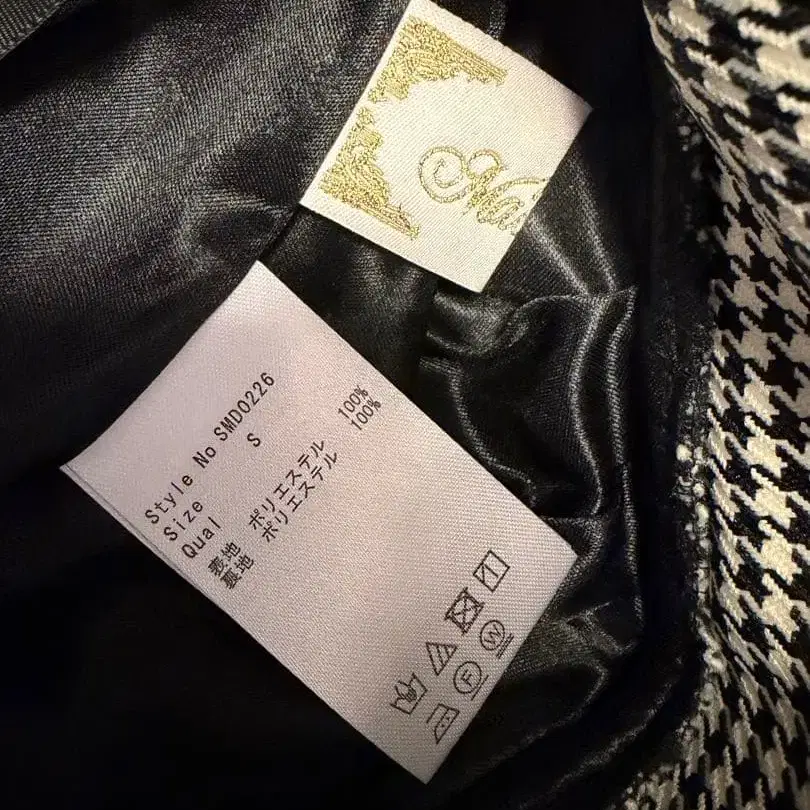 Style No SMD0226
Size S
Qual
表地 ポリエステル 100%
裏地 ポリエステル 100%
F W